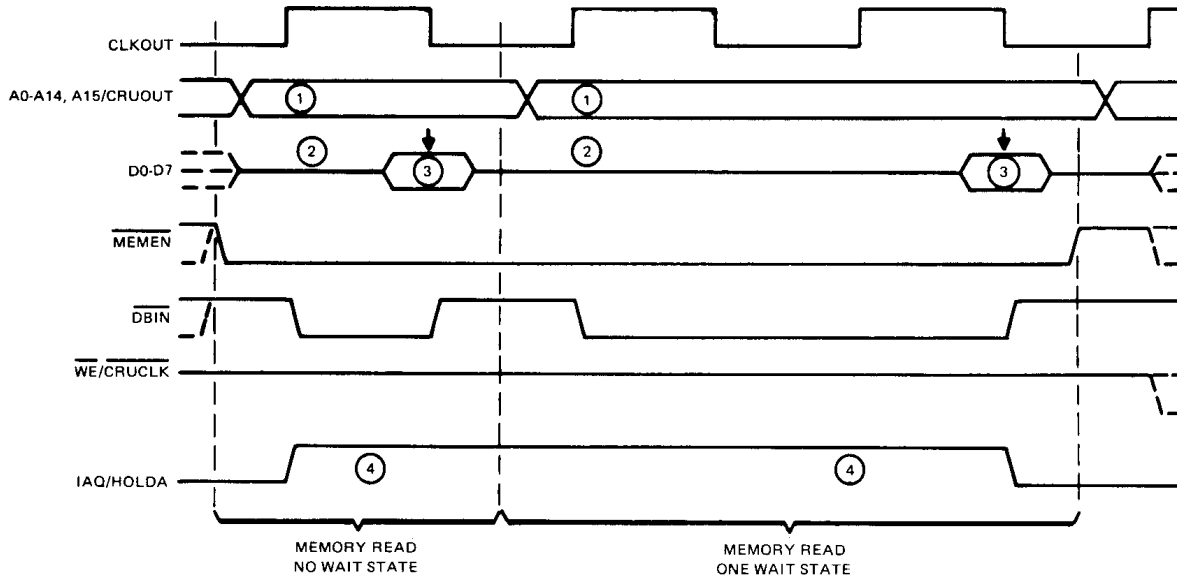 CLKOUT
A0-A14, A15/CRUOUT
1
1
2
2
D0-D7
3
3
MEMEN
DBIN
WE/CRUCLK
4
4
IAQ/HOLDA
MEMORY READ
NO WAIT STATE
MEMORY READ
ONE WAIT STATE